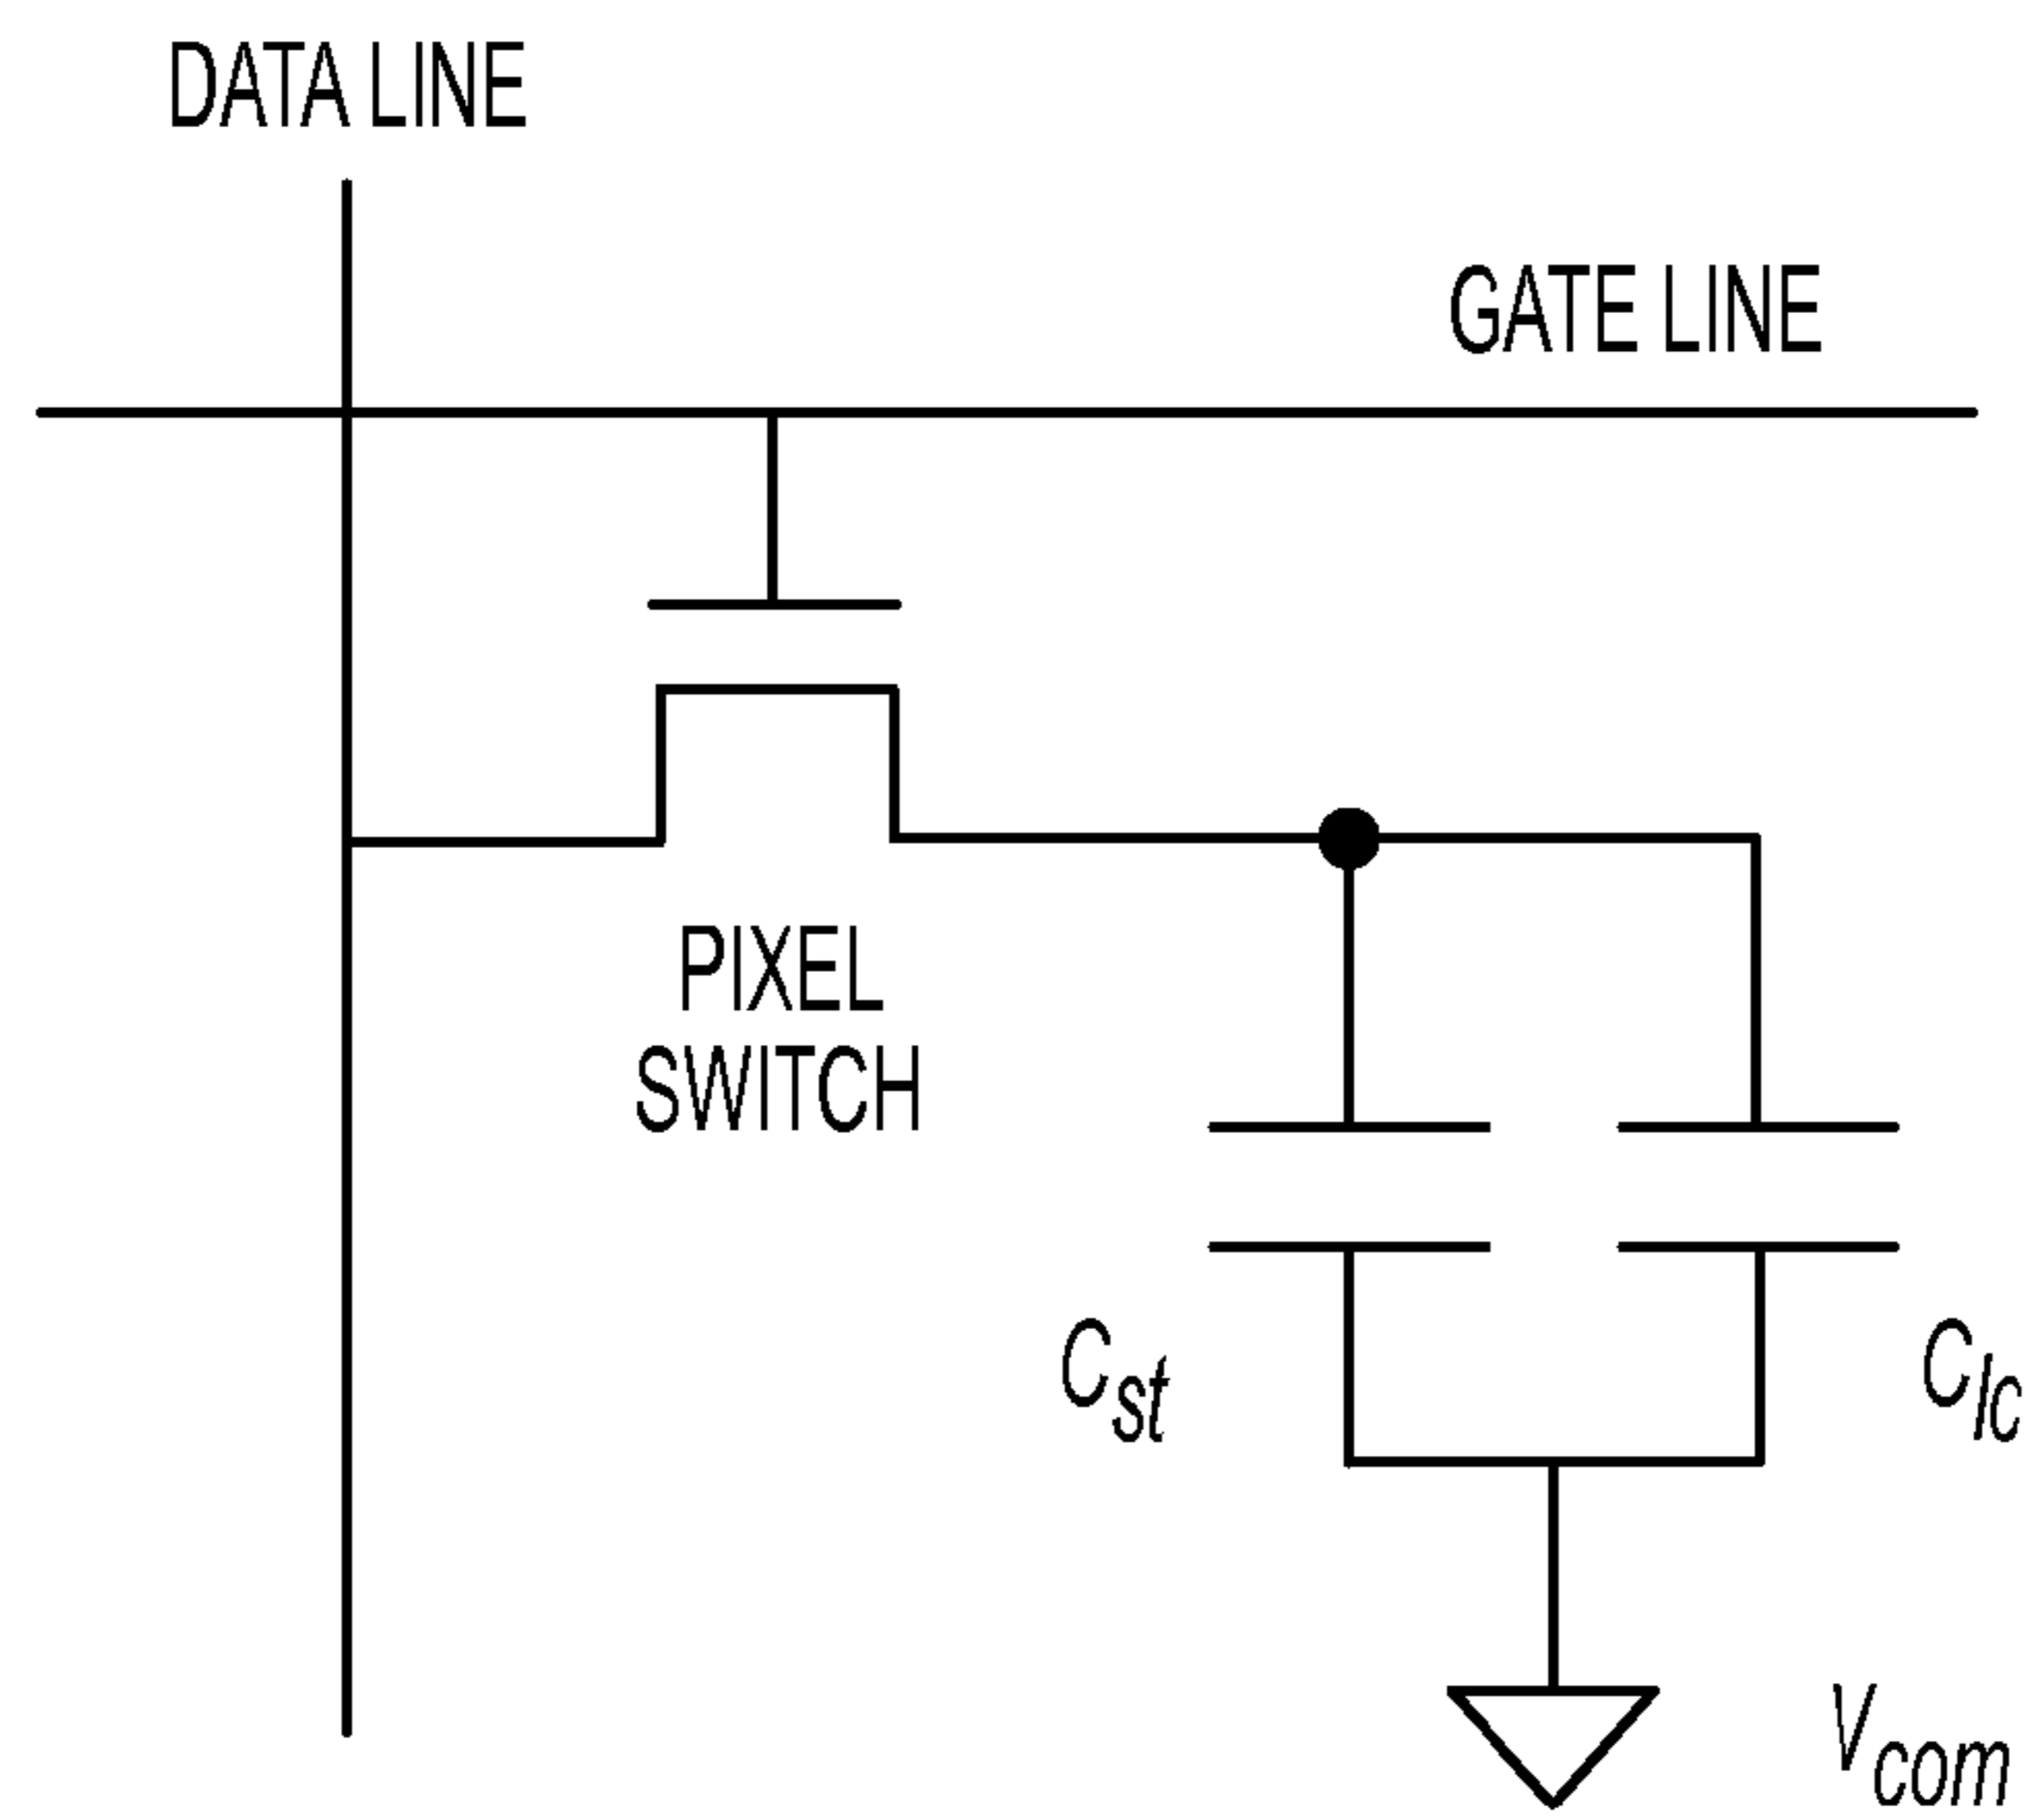 DATA LINE
GATE LINE
PIXEL
SWITCH
Cst
Clc
Vcom